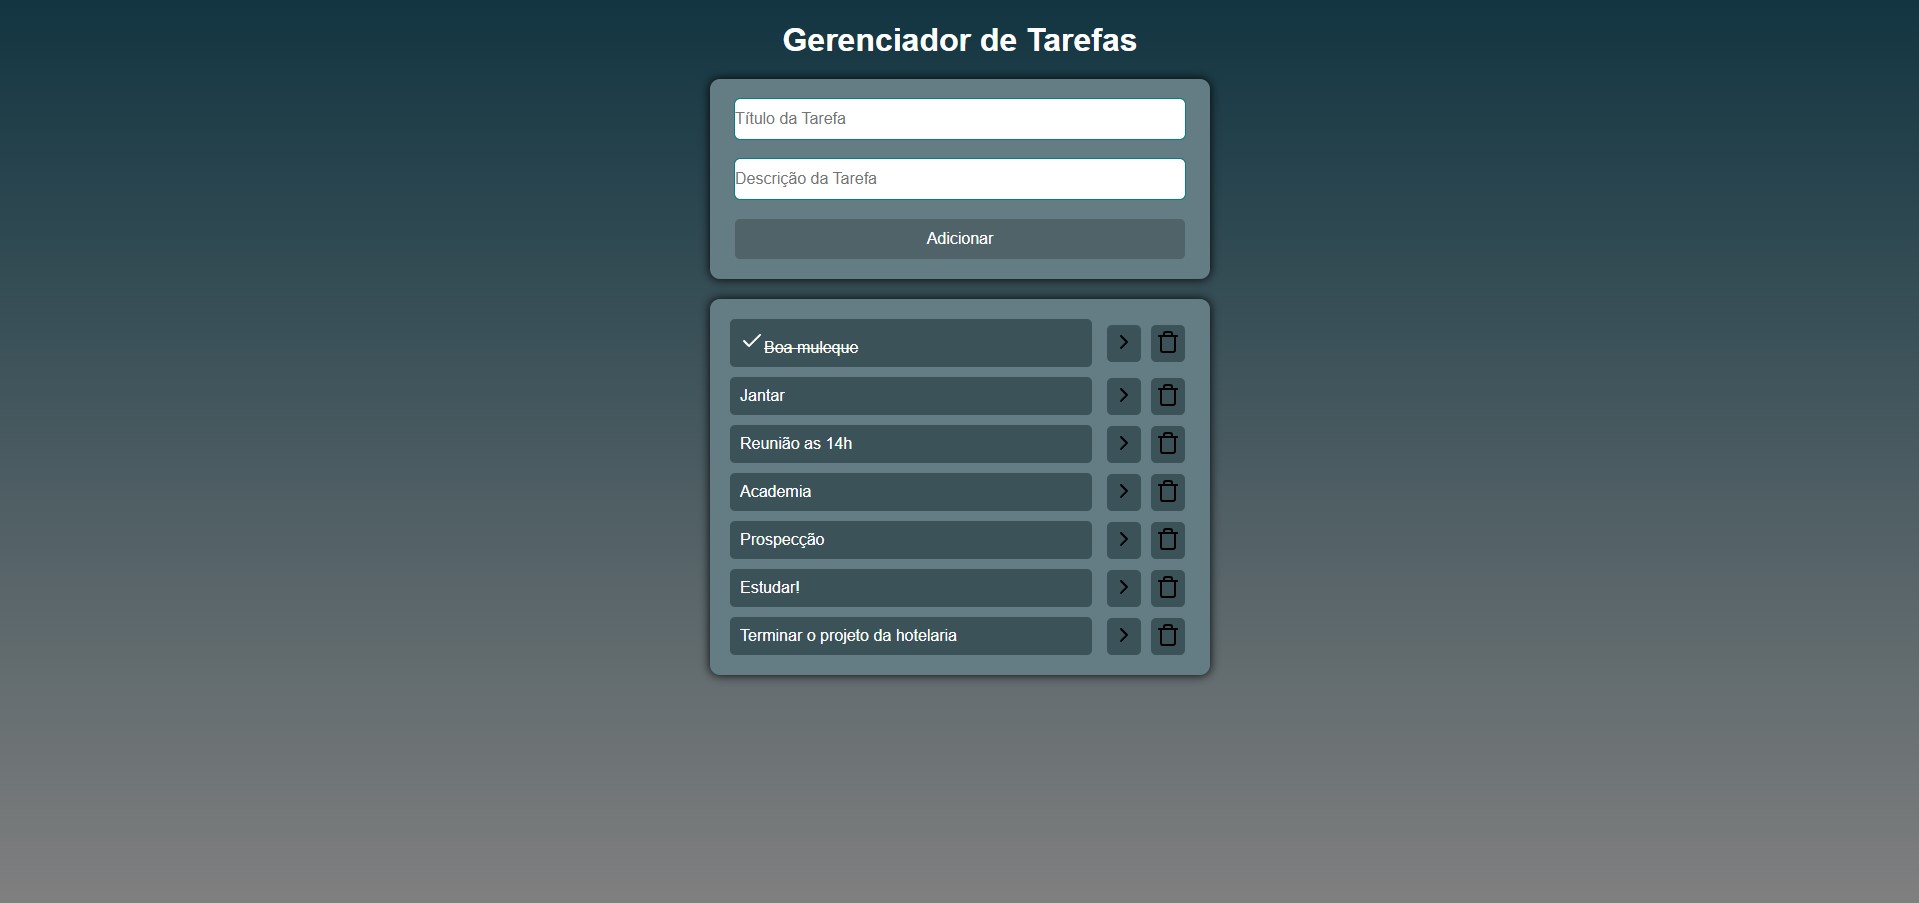 Gerenciador de Tarefas
Título da Tarefa
Descrição da Tarefa
Adicionar
Boa muleque
Jantar
Reunião as 14h
Academia
Prospecção
Estudar!
Terminar o projeto da hotelaria